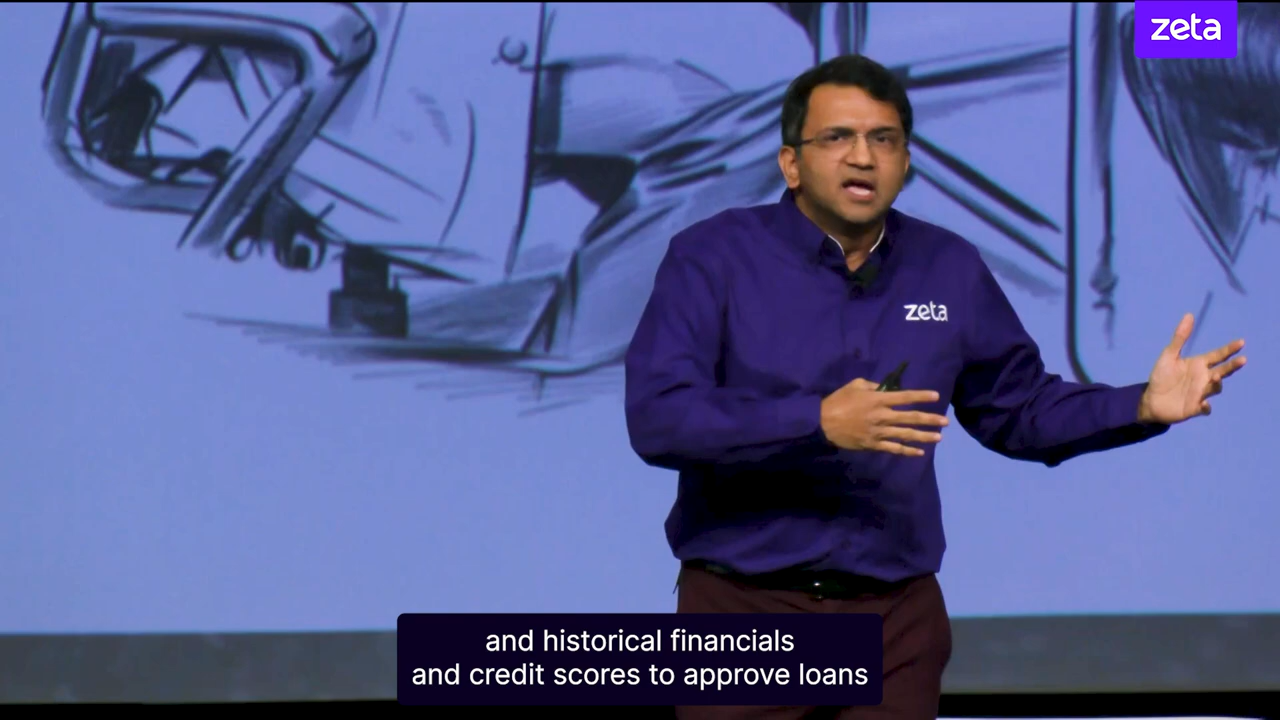 zeta
zeta
and historical financials
and credit scores to approve loans